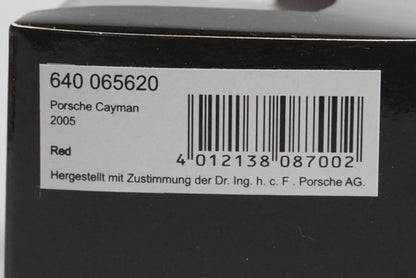 640 065620
Porsche Cayman
2005
Red
4 012138 087002
Hergestellt mit Zustimmung der Dr. Ing. h. c. F . Porsche AG.